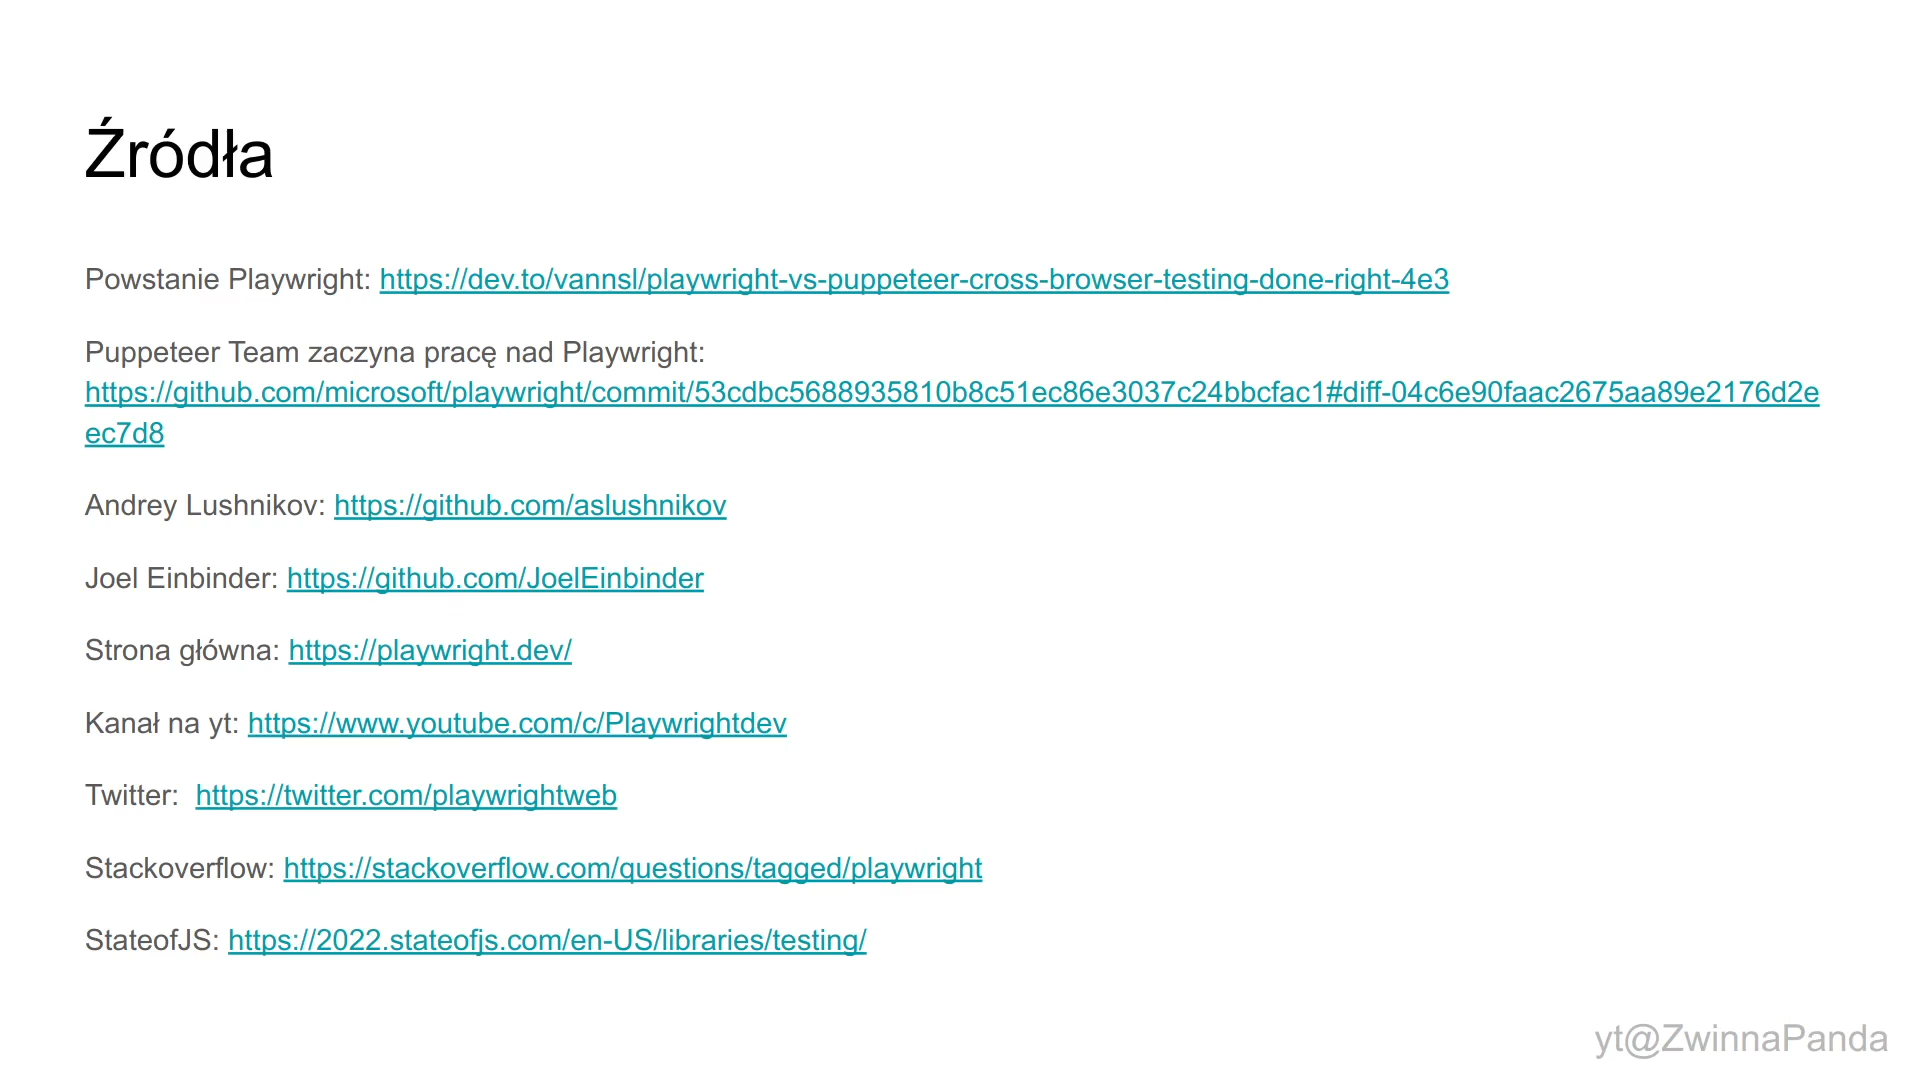 Źródła
Powstanie Playwright: https://dev.to/vannsl/playwright-vs-puppeteer-cross-browser-testing-done-right-4e3
Puppeteer Team zaczyna pracę nad Playwright:
https://github.com/microsoft/playwright/commit/53cdbc5688935810b8c51ec86e3037c24bbcfac1#diff-04c6e90faac2675aa89e2176d2e
ec7d8
Andrey Lushnikov: https://github.com/aslushnikov
Joel Einbinder: https://github.com/JoelEinbinder
Strona główna: https://playwright.dev/
Kanał na yt: https://www.youtube.com/c/Playwrightdev
Twitter:  https://twitter.com/playwrightweb
Stackoverflow: https://stackoverflow.com/questions/tagged/playwright
StateofJS: https://2022.stateofjs.com/en-US/libraries/testing/
yt@ZwinnaPanda